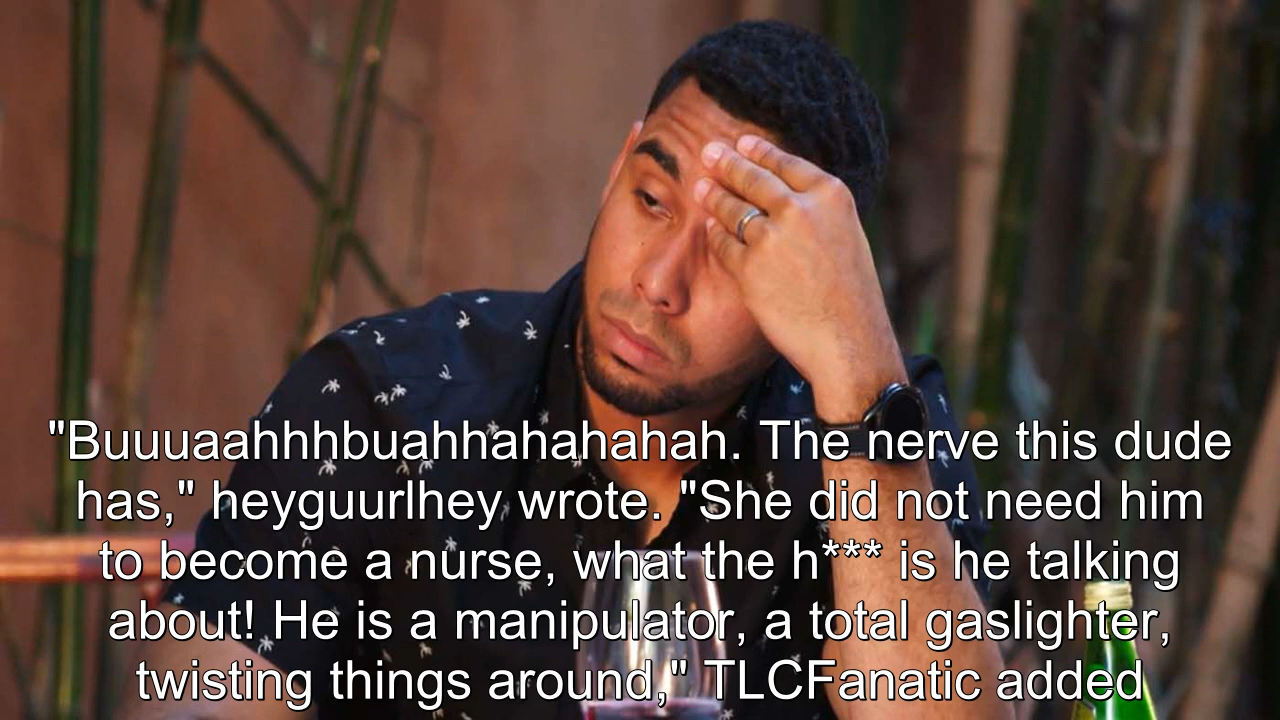 "Buuuaahhhbuahhahahahah. The nerve this dude
has," heyguurlhey wrote. "She did not need him
to become a nurse, what the h*** is he talking
about! He is a manipulator, a total gaslighter,
twisting things around," TLCFanatic added